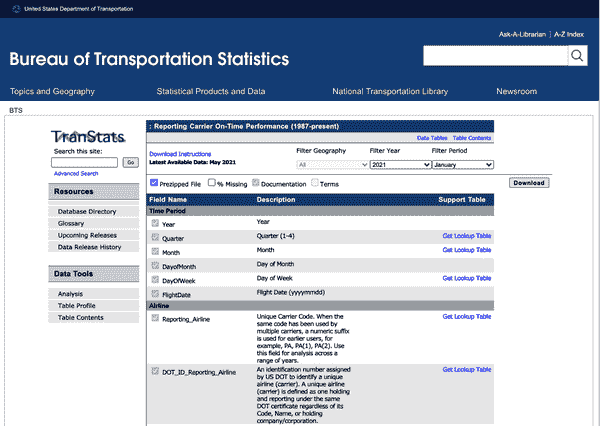 United States Department of Transportation
Ask-A-Librarian | A-Z Index
Bureau of Transportation Statistics
Topics and Geography Statistical Products and Data National Transportation Library Newsroom
BTS
TranStats
Search this site:
Go
Advanced Search
Resources
Database Directory
Glossary
Upcoming Releases
Data Release History
Data Tools
Analysis
Table Profile
Table Contents
: Reporting Carrier On-Time Performance (1987-present)
Data Tables Table Contents
Download Instructions
Latest Available Data: May 2021
Filter Geography Filter Year Filter Period
All 2021 January
Prezipped File % Missing Documentation Terms
Download
Field Name Description Support Table
Time Period
Year Year
Quarter Quarter (1-4) Get Lookup Table
Month Month Get Lookup Table
DayofMonth Day of Month
DayOfWeek Day of Week Get Lookup Table
FlightDate Flight Date (yyyymmdd)
Airline
Reporting_Airline Unique Carrier Code. When the Get Lookup Table
same code has been used by
multiple carriers, a numeric suffix
is used for earlier users, for
example, PA, PA(1), PA(2). Use
this field for analysis across a
range of years.
DOT_ID_Reporting_Airline An identification number assigned Get Lookup Table
by US DOT to identify a unique
airline (carrier). A unique airline
(carrier) is defined as one holding
and reporting under the same
DOT certificate regardless of its
Code, Name, or holding
company/corporation.